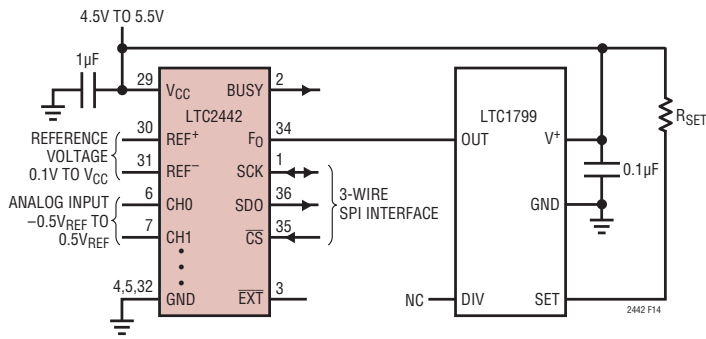 4.5V TO 5.5V
1µF
29
VCC
BUSY
2
LTC2442
LTC1799
RSET
REFERENCE
VOLTAGE
0.1V TO VCC
30
REF+
FO
34
OUT
V+
31
REF−
SCK
1
0.1µF
ANALOG INPUT
−0.5VREF TO
0.5VREF
6
CH0
SDO
36
3-WIRE
SPI INTERFACE
GND
7
CH1
CS
35
4,5,32
GND
EXT
3
NC
DIV
SET
2442 F14